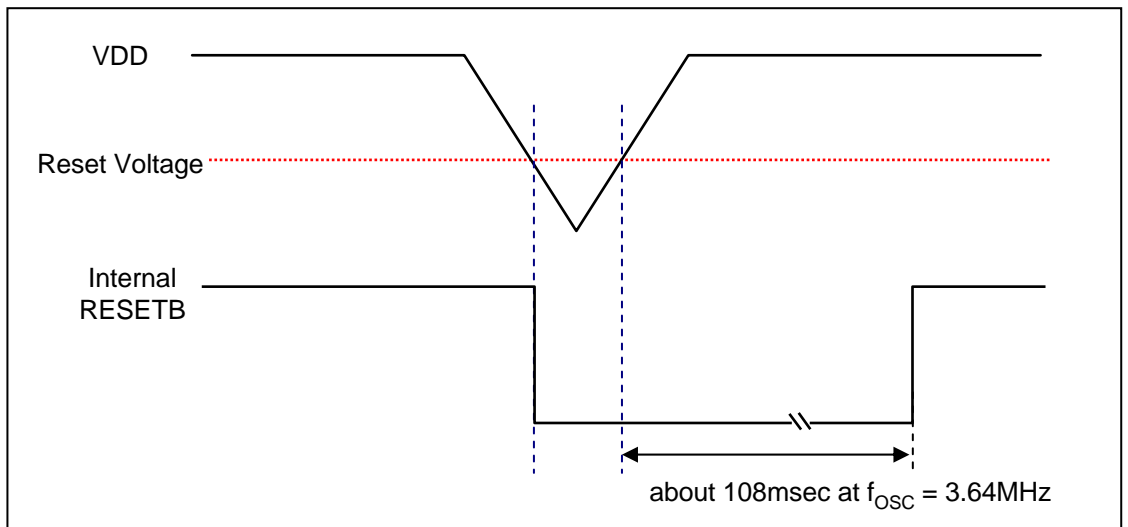 VDD
Reset Voltage
Internal
RESETB
about 108msec at fOSC = 3.64MHz